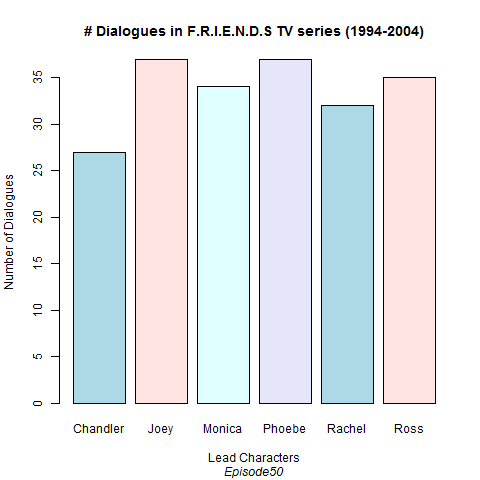 # Dialogues in F.R.I.E.N.D.S TV series (1994-2004)
Number of Dialogues
35
30
25
20
15
10
5
0
Chandler Joey Monica Phoebe Rachel Ross
Lead Characters
Episode50